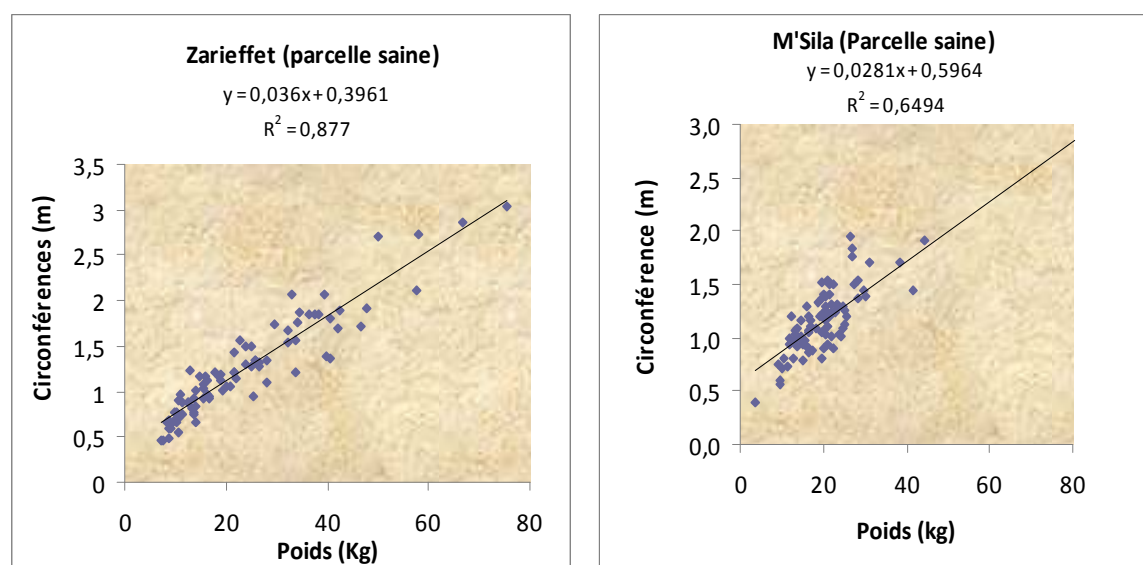 Zarieffet (parcelle saine)
y = 0,036x + 0,3961
R² = 0,877
Circonférences (m)
3,5
3
2,5
2
1,5
1
0,5
0
0
20
40
60
80
Poids (Kg)
M'Sila (Parcelle saine)
y = 0,0281x + 0,5964
R² = 0,6494
Circonférence (m)
3,0
2,5
2,0
1,5
1,0
0,5
0,0
0
20
40
60
80
Poids (kg)